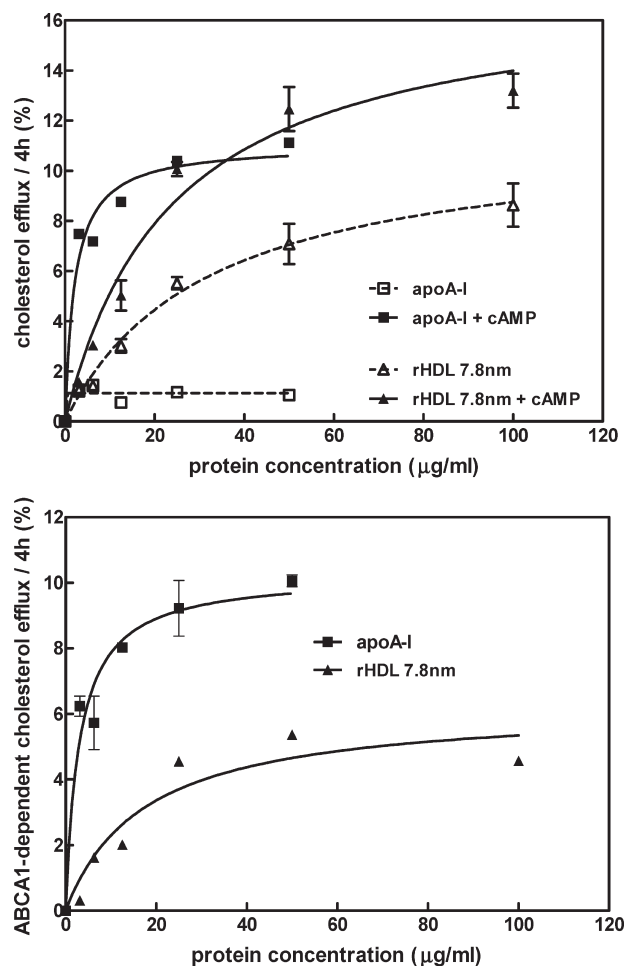 cholesterol efflux / 4h (%)
16
14
12
10
8
6
4
2
0
apoA-I
apoA-I + cAMP
rHDL 7.8nm
rHDL 7.8nm + cAMP
0 20 40 60 80 100 120
protein concentration (μg/ml)
ABCA1-dependent cholesterol efflux / 4h (%)
12
10
8
6
4
2
0
apoA-I
rHDL 7.8nm
0 20 40 60 80 100 120
protein concentration (μg/ml)